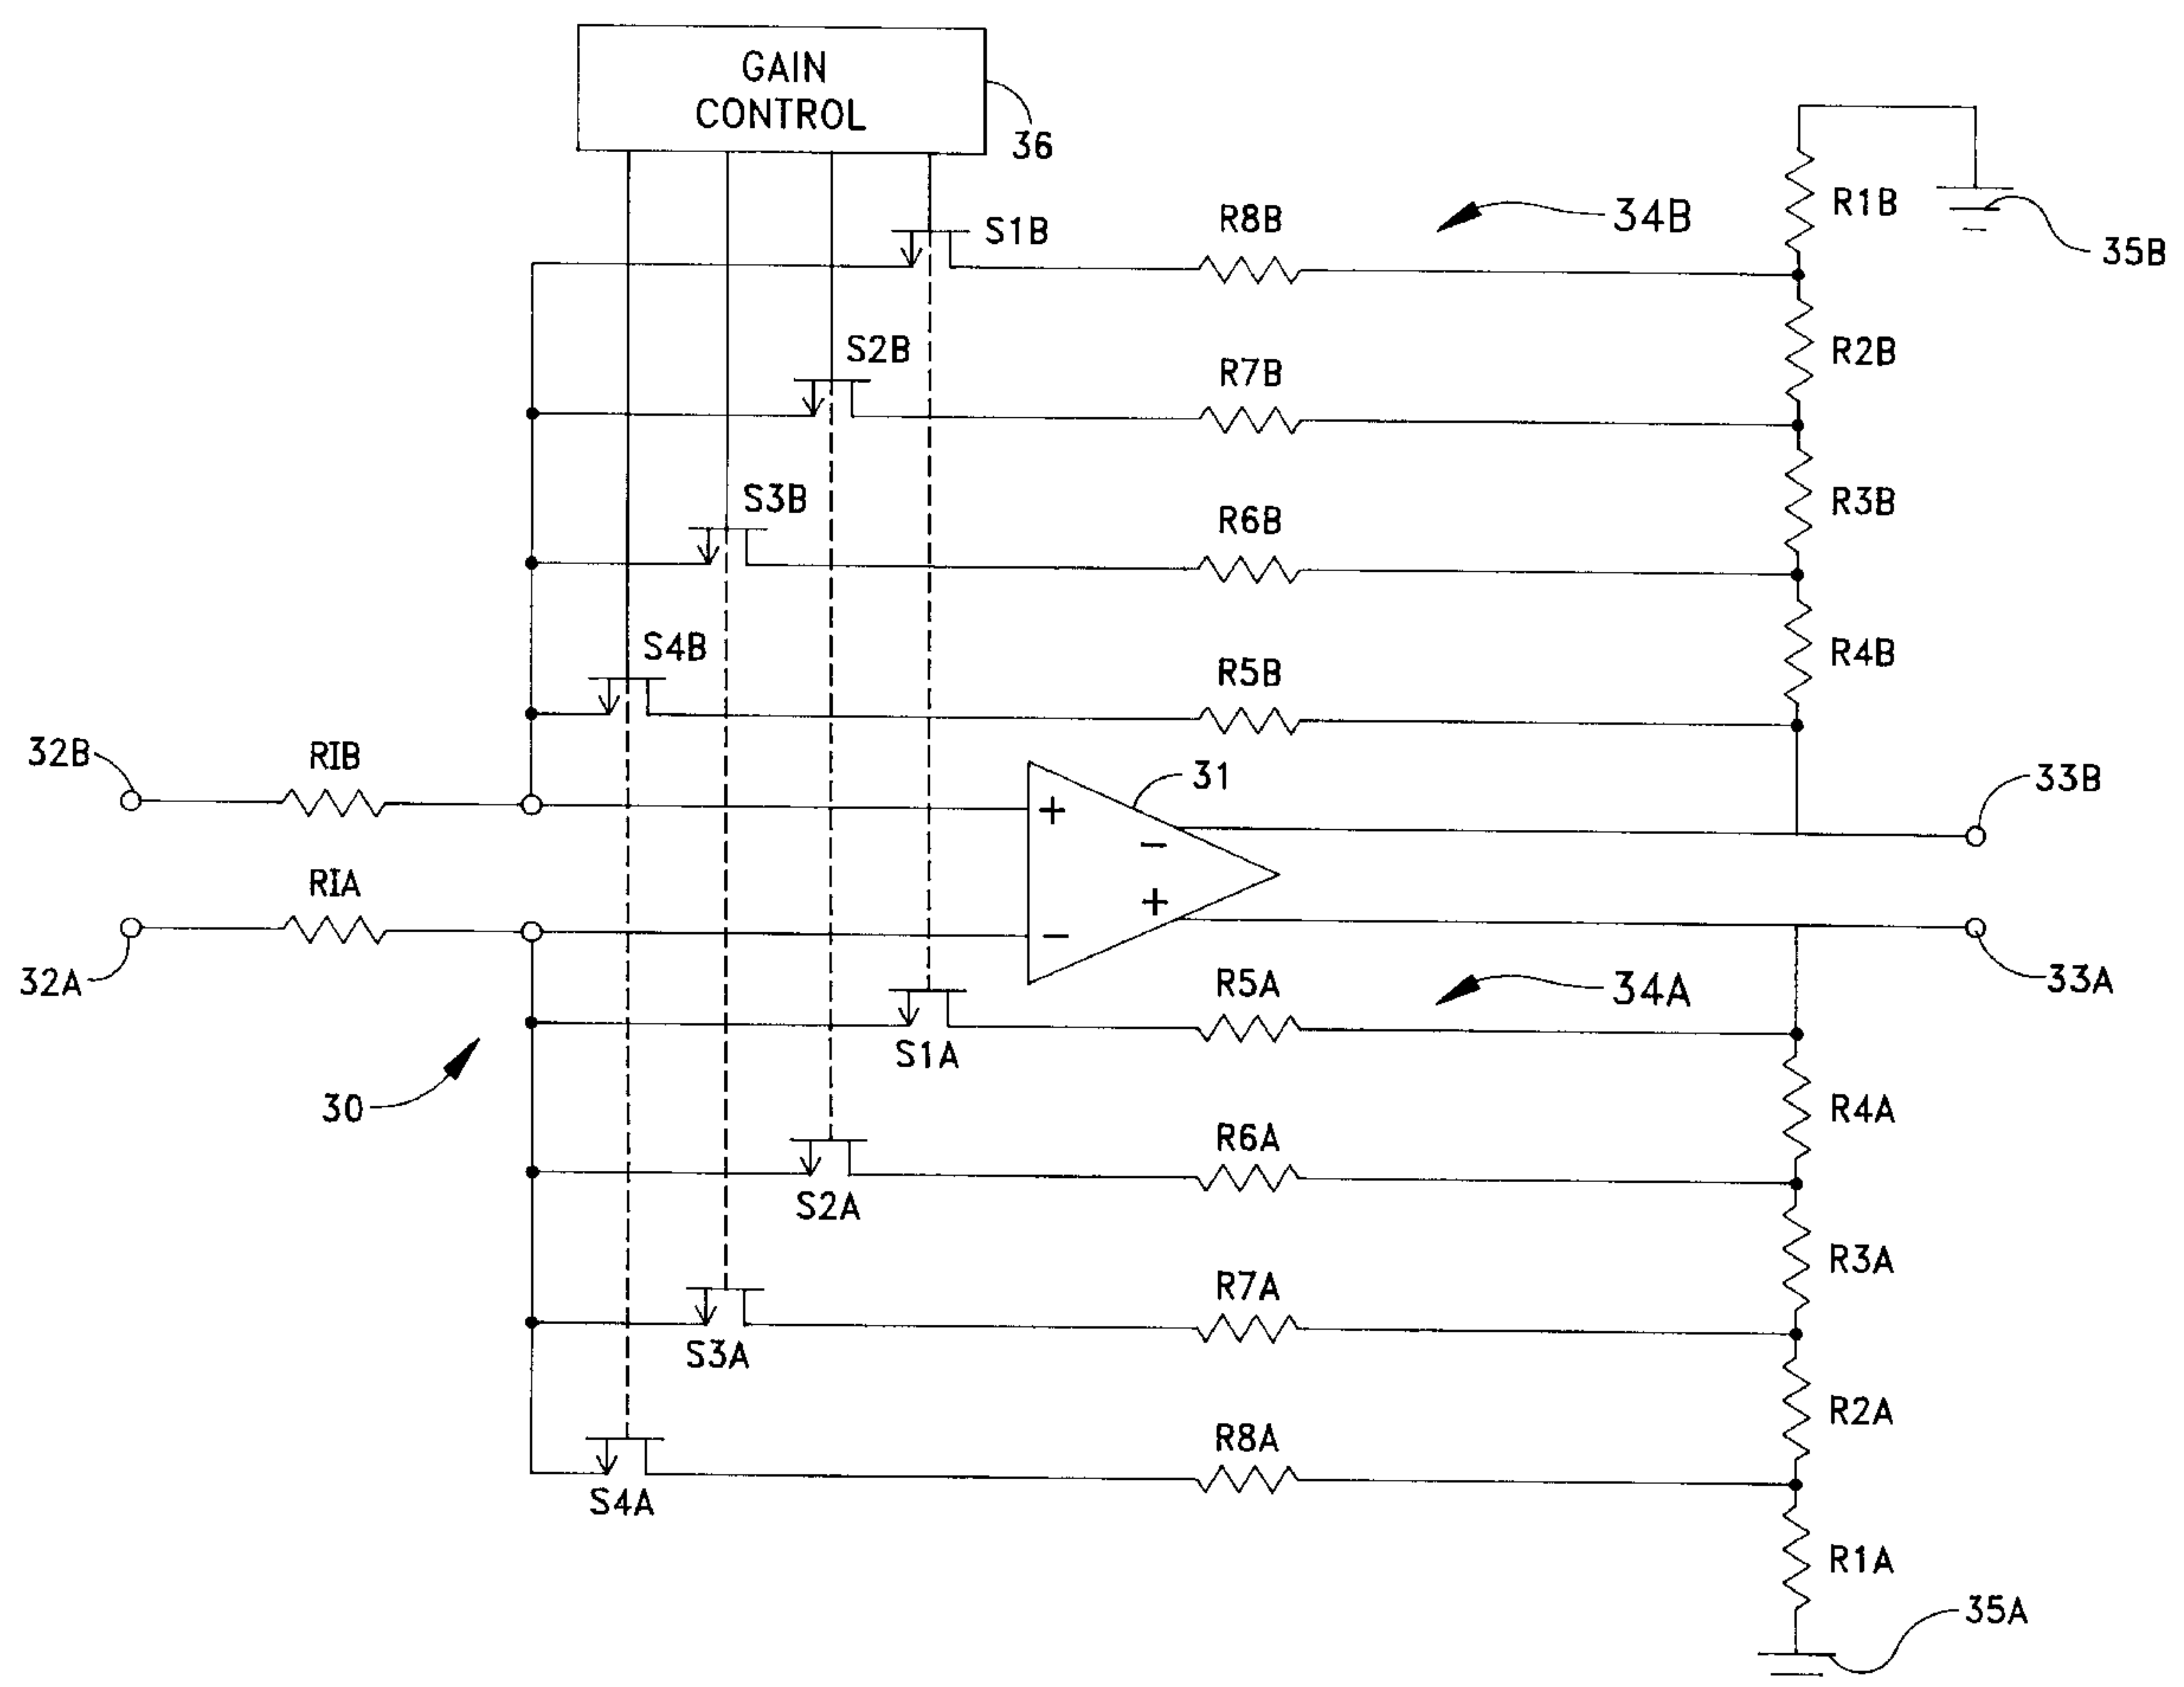 GAIN
CONTROL
36
S1B
R8B
34B
R1B
35B
S2B
R7B
R2B
S3B
R6B
R3B
S4B
R5B
R4B
32B
RIB
31
33B
+
−
RIA
+
−
32A
R5A
34A
33A
S1A
30
R4A
R6A
S2A
R3A
R7A
S3A
R2A
R8A
S4A
R1A
35A